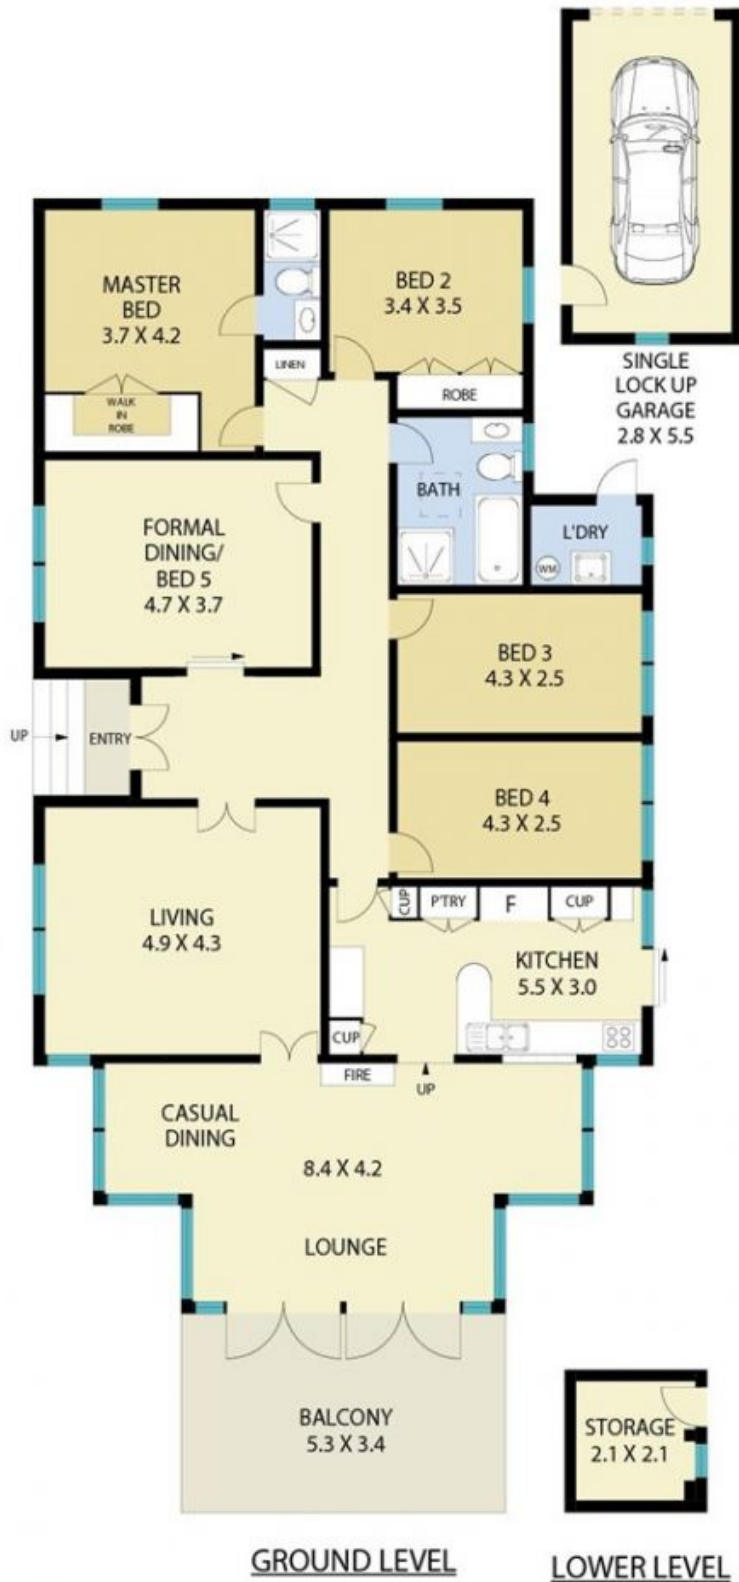 MASTER
BED
3.7 X 4.2
WALK
IN
ROBE
LINEN
BED 2
3.4 X 3.5
ROBE
SINGLE
LOCK UP
GARAGE
2.8 X 5.5
BATH
L'DRY
WM
FORMAL
DINING/
BED 5
4.7 X 3.7
BED 3
4.3 X 2.5
UP
ENTRY
BED 4
4.3 X 2.5
LIVING
4.9 X 4.3
CUP
P'TRY
F
CUP
KITCHEN
5.5 X 3.0
CUP
FIRE
UP
CASUAL
DINING
8.4 X 4.2
LOUNGE
BALCONY
5.3 X 3.4
STORAGE
2.1 X 2.1
GROUND LEVEL
LOWER LEVEL